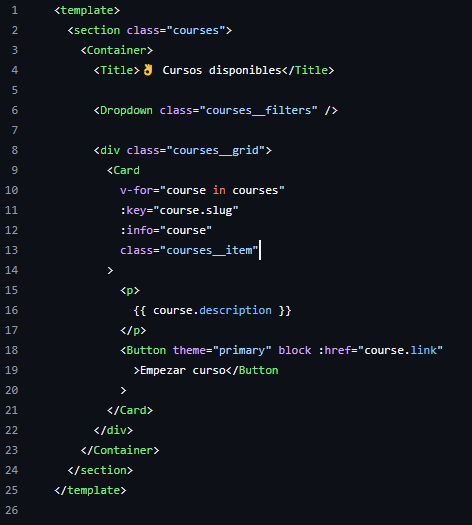 1 <template>
2 <section class="courses">
3 <Container>
4 <Title>👌 Cursos disponibles</Title>
5
6 <Dropdown class="courses__filters" />
7
8 <div class="courses__grid">
9 <Card
10 v-for="course in courses"
11 :key="course.slug"
12 :info="course"
13 class="courses__item"
14 >
15 <p>
16 {{ course.description }}
17 </p>
18 <Button theme="primary" block :href="course.link"
19 >Empezar curso</Button
20 >
21 </Card>
22 </div>
23 </Container>
24 </section>
25 </template>
26